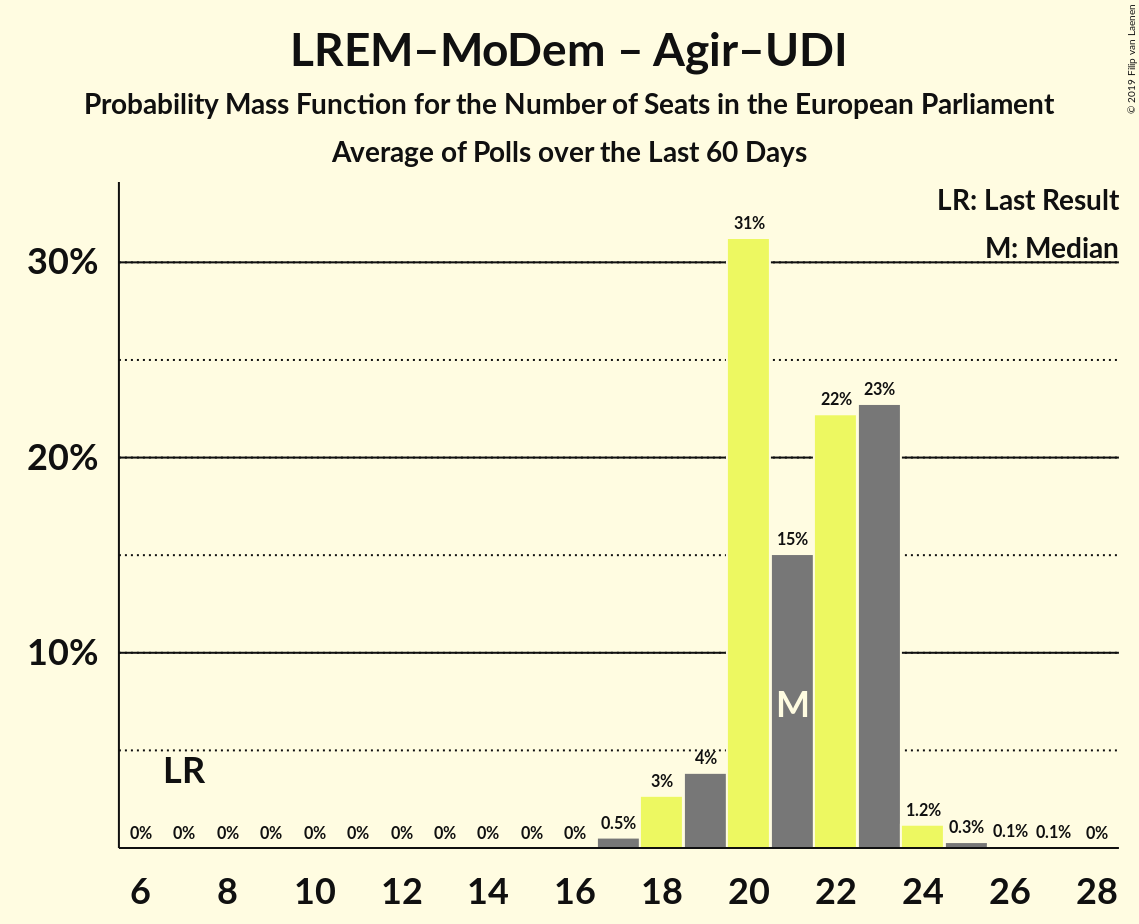 LREM–MoDem – Agir–UDI
Probability Mass Function for the Number of Seats in the European Parliament
Average of Polls over the Last 60 Days
© 2019 Filip van Laenen
LR: Last Result
M: Median
30%
20%
10%
31%
23%
22%
15%
M
LR
4%
3%
0% 0% 0% 0% 0% 0% 0% 0% 0% 0% 0% 0.5% 1.2% 0.3% 0.1% 0.1% 0%
6 8 10 12 14 16 18 20 22 24 26 28